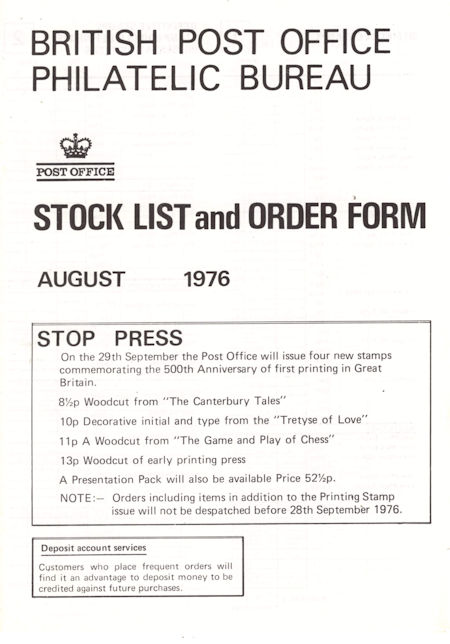 BRITISH POST OFFICE
PHILATELIC BUREAU
POST OFFICE
STOCK LIST and ORDER FORM
AUGUST 1976
STOP PRESS
On the 29th September the Post Office will issue four new stamps
commemorating the 500th Anniversary of first printing in Great
Britain.
8½p Woodcut from "The Canterbury Tales"
10p Decorative initial and type from the "Tretyse of Love"
11p A Woodcut from "The Game and Play of Chess"
13p Woodcut of early printing press
A Presentation Pack will also be available Price 52½p.
NOTE:— Orders including items in addition to the Printing Stamp
issue will not be despatched before 28th September 1976.
Deposit account services
Customers who place frequent orders will
find it an advantage to deposit money to be
credited against future purchases.